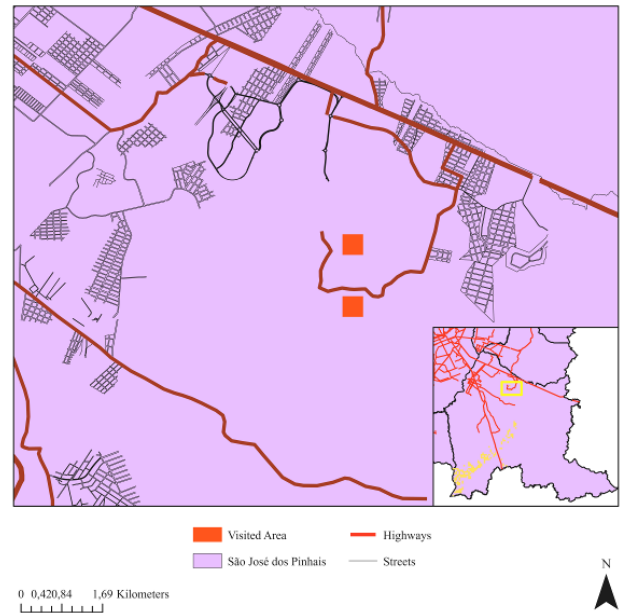 Visited Area
Highways
São José dos Pinhais
Streets
N
0 0,420,84 1,69 Kilometers